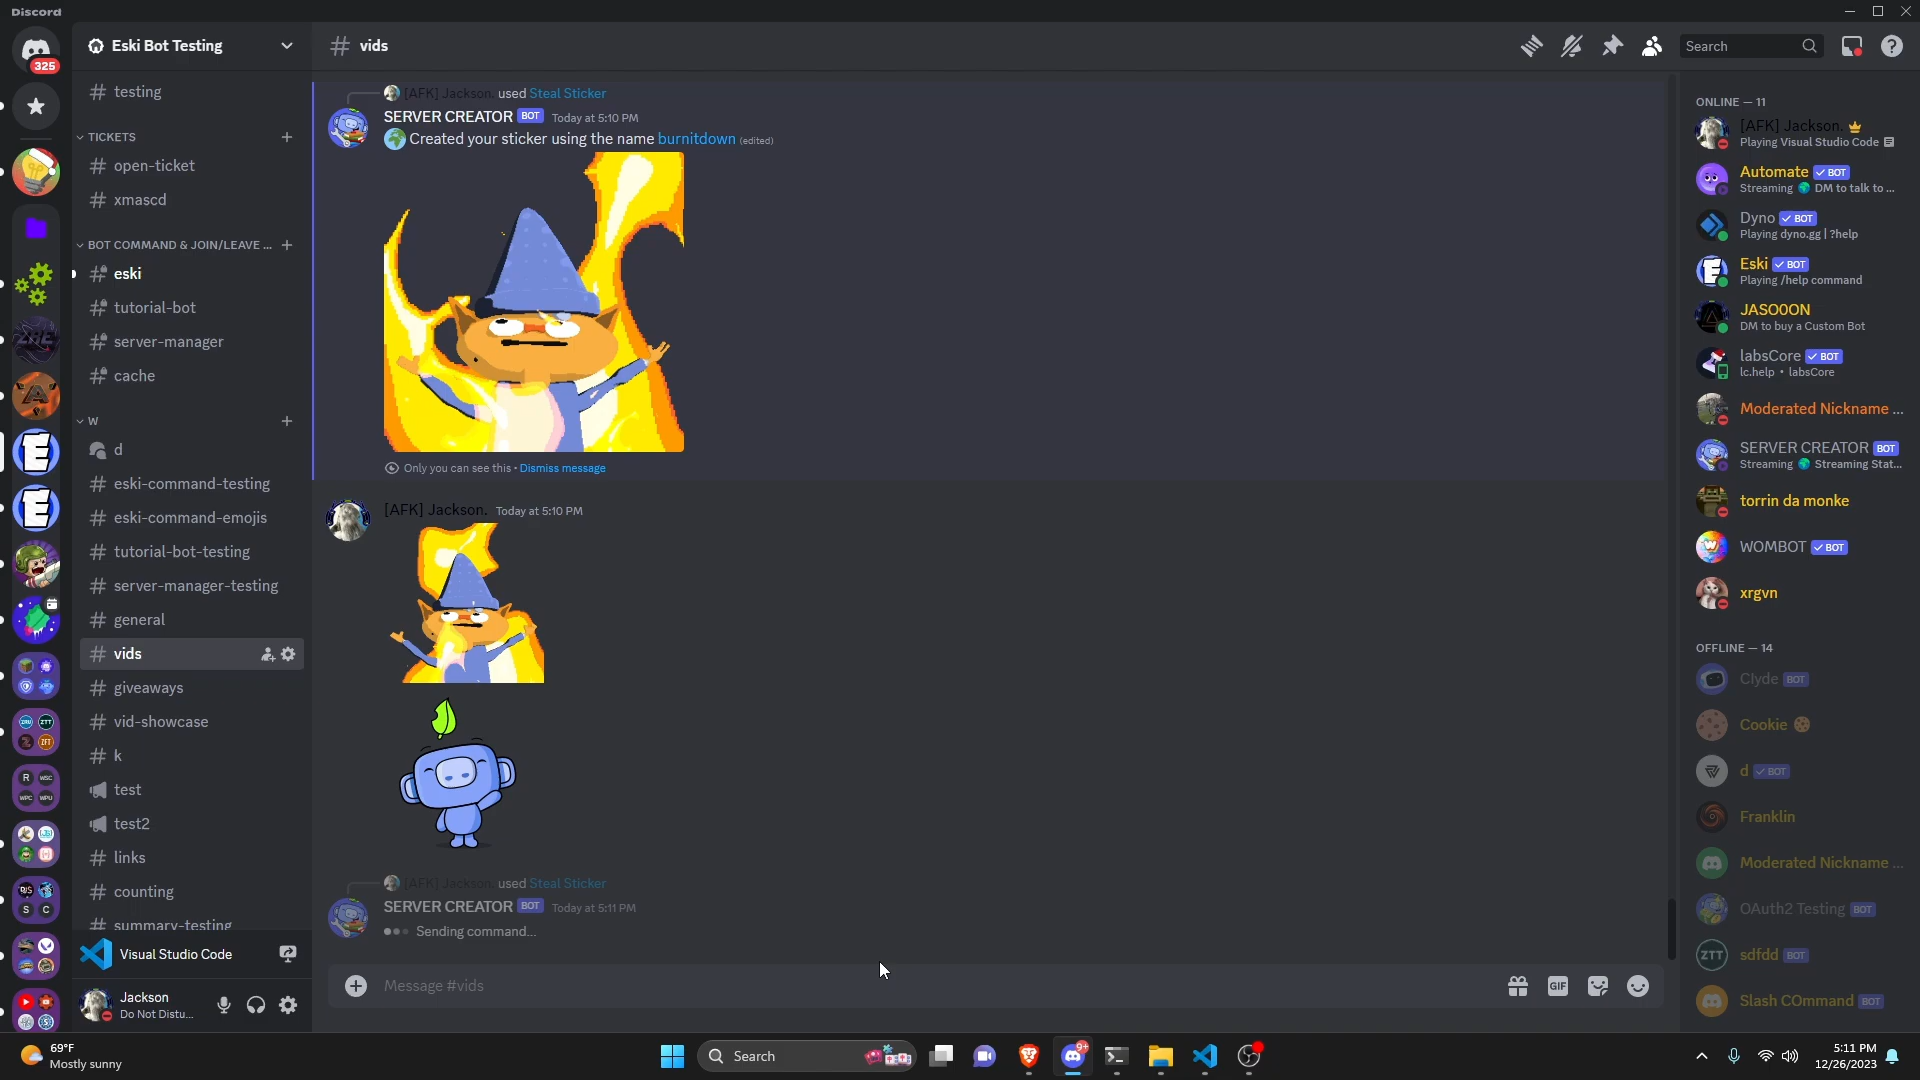 Discord
325
Eski Bot Testing
testing
TICKETS
open-ticket
xmascd
BOT COMMAND & JOIN/LEAVE ...
eski
tutorial-bot
server-manager
cache
W
d
eski-command-testing
eski-command-emojis
tutorial-bot-testing
server-manager-testing
general
vids
giveaways
vid-showcase
k
test
test2
links
counting
summary-testing
Visual Studio Code
Jackson
Do Not Distu...
vids
Search
[AFK] Jackson. used Steal Sticker
SERVER CREATOR BOT Today at 5:10 PM
Created your sticker using the name burnitdown (edited)
Only you can see this • Dismiss message
[AFK] Jackson. Today at 5:10 PM
[AFK] Jackson. used Steal Sticker
SERVER CREATOR BOT Today at 5:11 PM
Sending command...
Message #vids
GIF
ONLINE — 11
[AFK] Jackson.
Playing Visual Studio Code
Automate BOT
Streaming DM to talk to ...
Dyno BOT
Playing dyno.gg | ?help
Eski BOT
Playing /help command
JASO0ON
DM to buy a Custom Bot
labsCore BOT
lc.help • labsCore
Moderated Nickname ...
SERVER CREATOR BOT
Streaming Streaming Stat...
torrin da monke
WOMBOT BOT
xrgvn
OFFLINE — 14
Clyde BOT
Cookie
d BOT
Franklin
Moderated Nickname ...
OAuth2 Testing BOT
ZTT
sdfdd BOT
Slash COmmand BOT
69°F
Mostly sunny
Search
9+
5:11 PM
12/26/2023